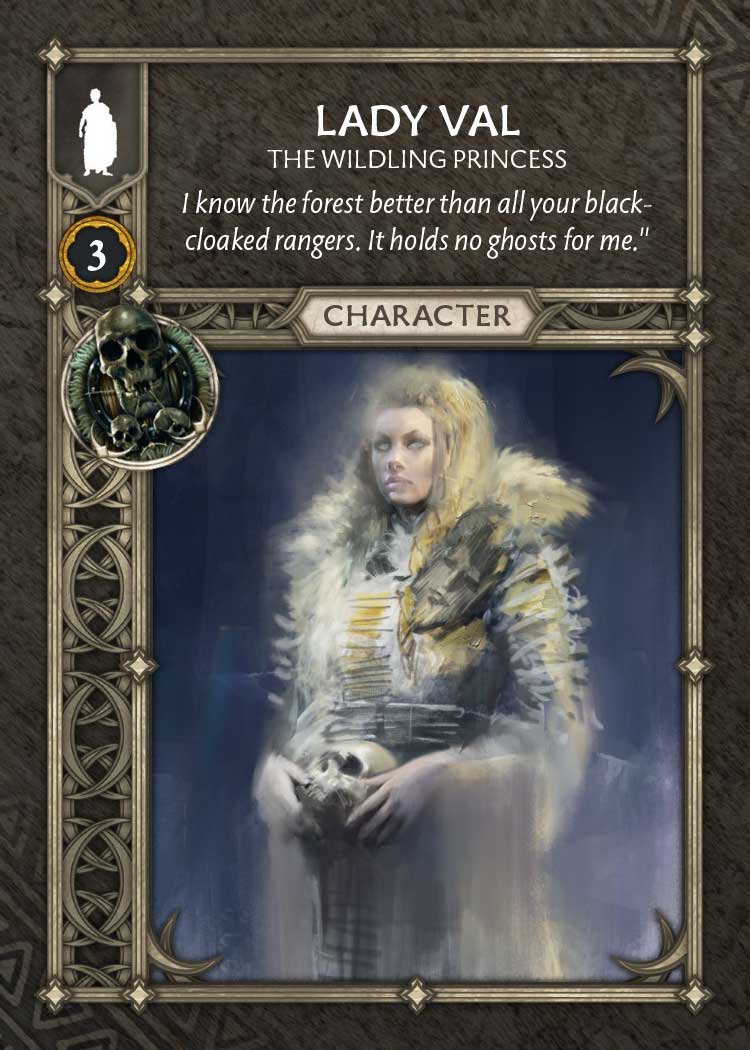 LADY VAL
THE WILDLING PRINCESS
I know the forest better than all your black-
cloaked rangers. It holds no ghosts for me."
3
CHARACTER